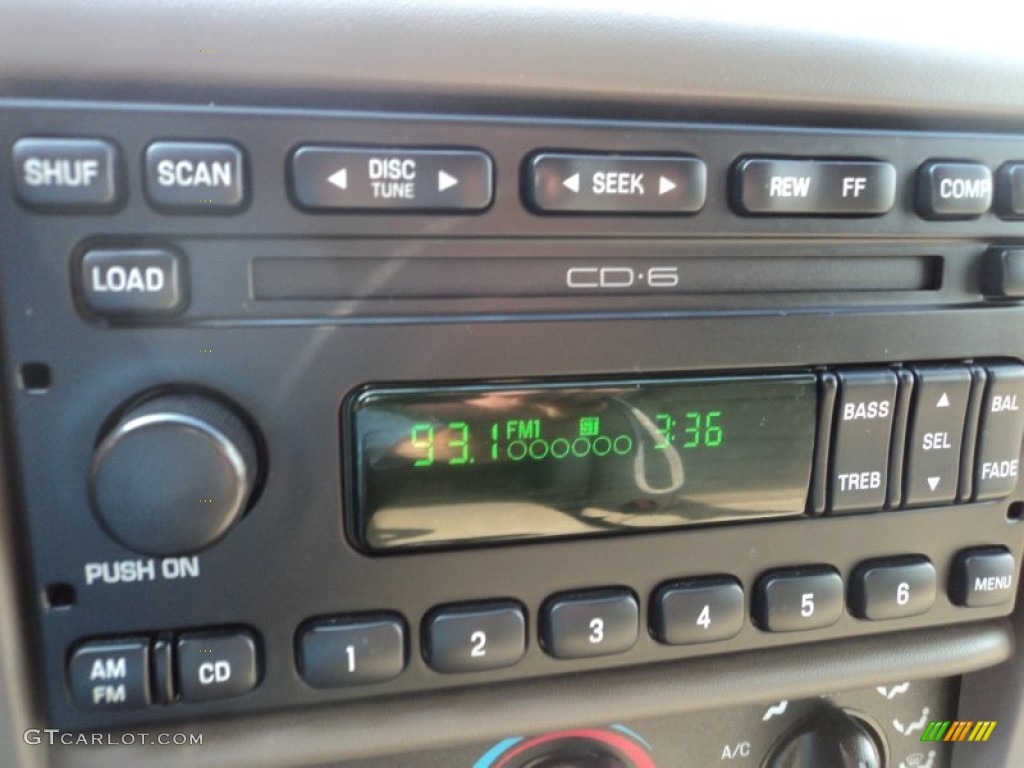 SHUF SCAN DISC TUNE SEEK REW FF COMP
LOAD CD·6
93.1 FM1 ST 3:36
BASS TREB SEL BAL FADE
PUSH ON
AM FM CD 1 2 3 4 5 6 MENU
A/C
GTCARLOT.COM